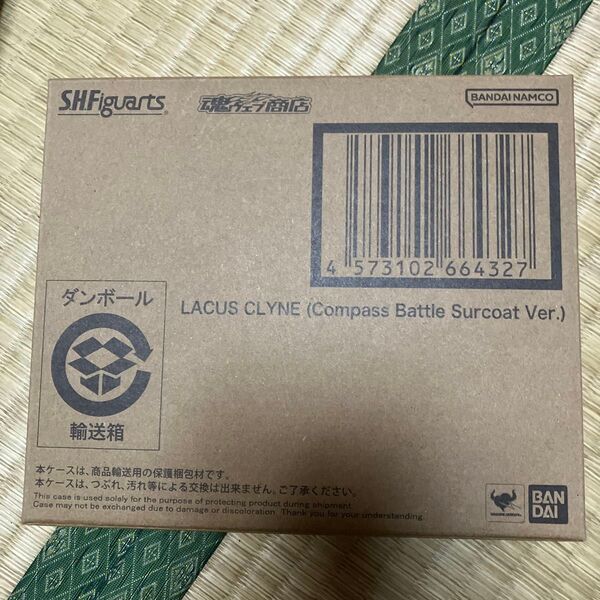 S.H.Figuarts
魂ウェブ商店
BANDAI NAMCO
4 573102 664327
ダンボール
輸送箱
LACUS CLYNE (Compass Battle Surcoat Ver.)
本ケースは、商品輸送用の保護梱包材です。
本ケースは、つぶれ、汚れ等による交換は出来ません。ご了承ください。
This case is used solely for the purpose of protecting product during shipment.
Case may not be exchanged due to damage or discoloration. Thank you for your understanding.
BAN
DAI